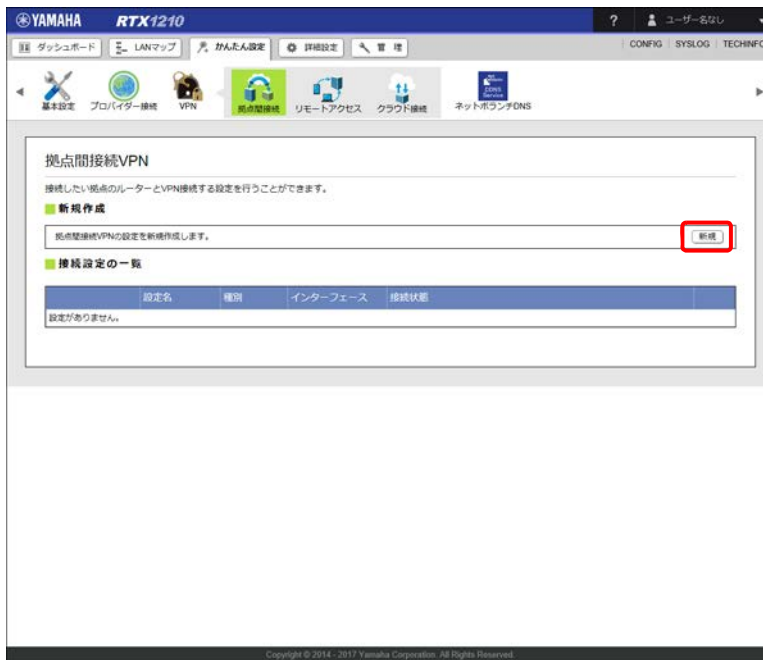 YAMAHA RTX1210 ? ユーザー名なし
ダッシュボード LANマップ かんたん設定 詳細設定 管理 CONFIG SYSLOG TECHINFO
基本設定 プロバイダー接続 VPN 拠点間接続 リモートアクセス クラウド接続 ネットボランチDNS
拠点間接続VPN
接続したい拠点のルーターとVPN接続する設定を行うことができます。
新規作成
拠点間接続VPNの設定を新規作成します。 新規
接続設定の一覧
設定名 種別 インターフェース 接続状態
設定がありません。
Copyright © 2014 - 2017 Yamaha Corporation. All Rights Reserved.